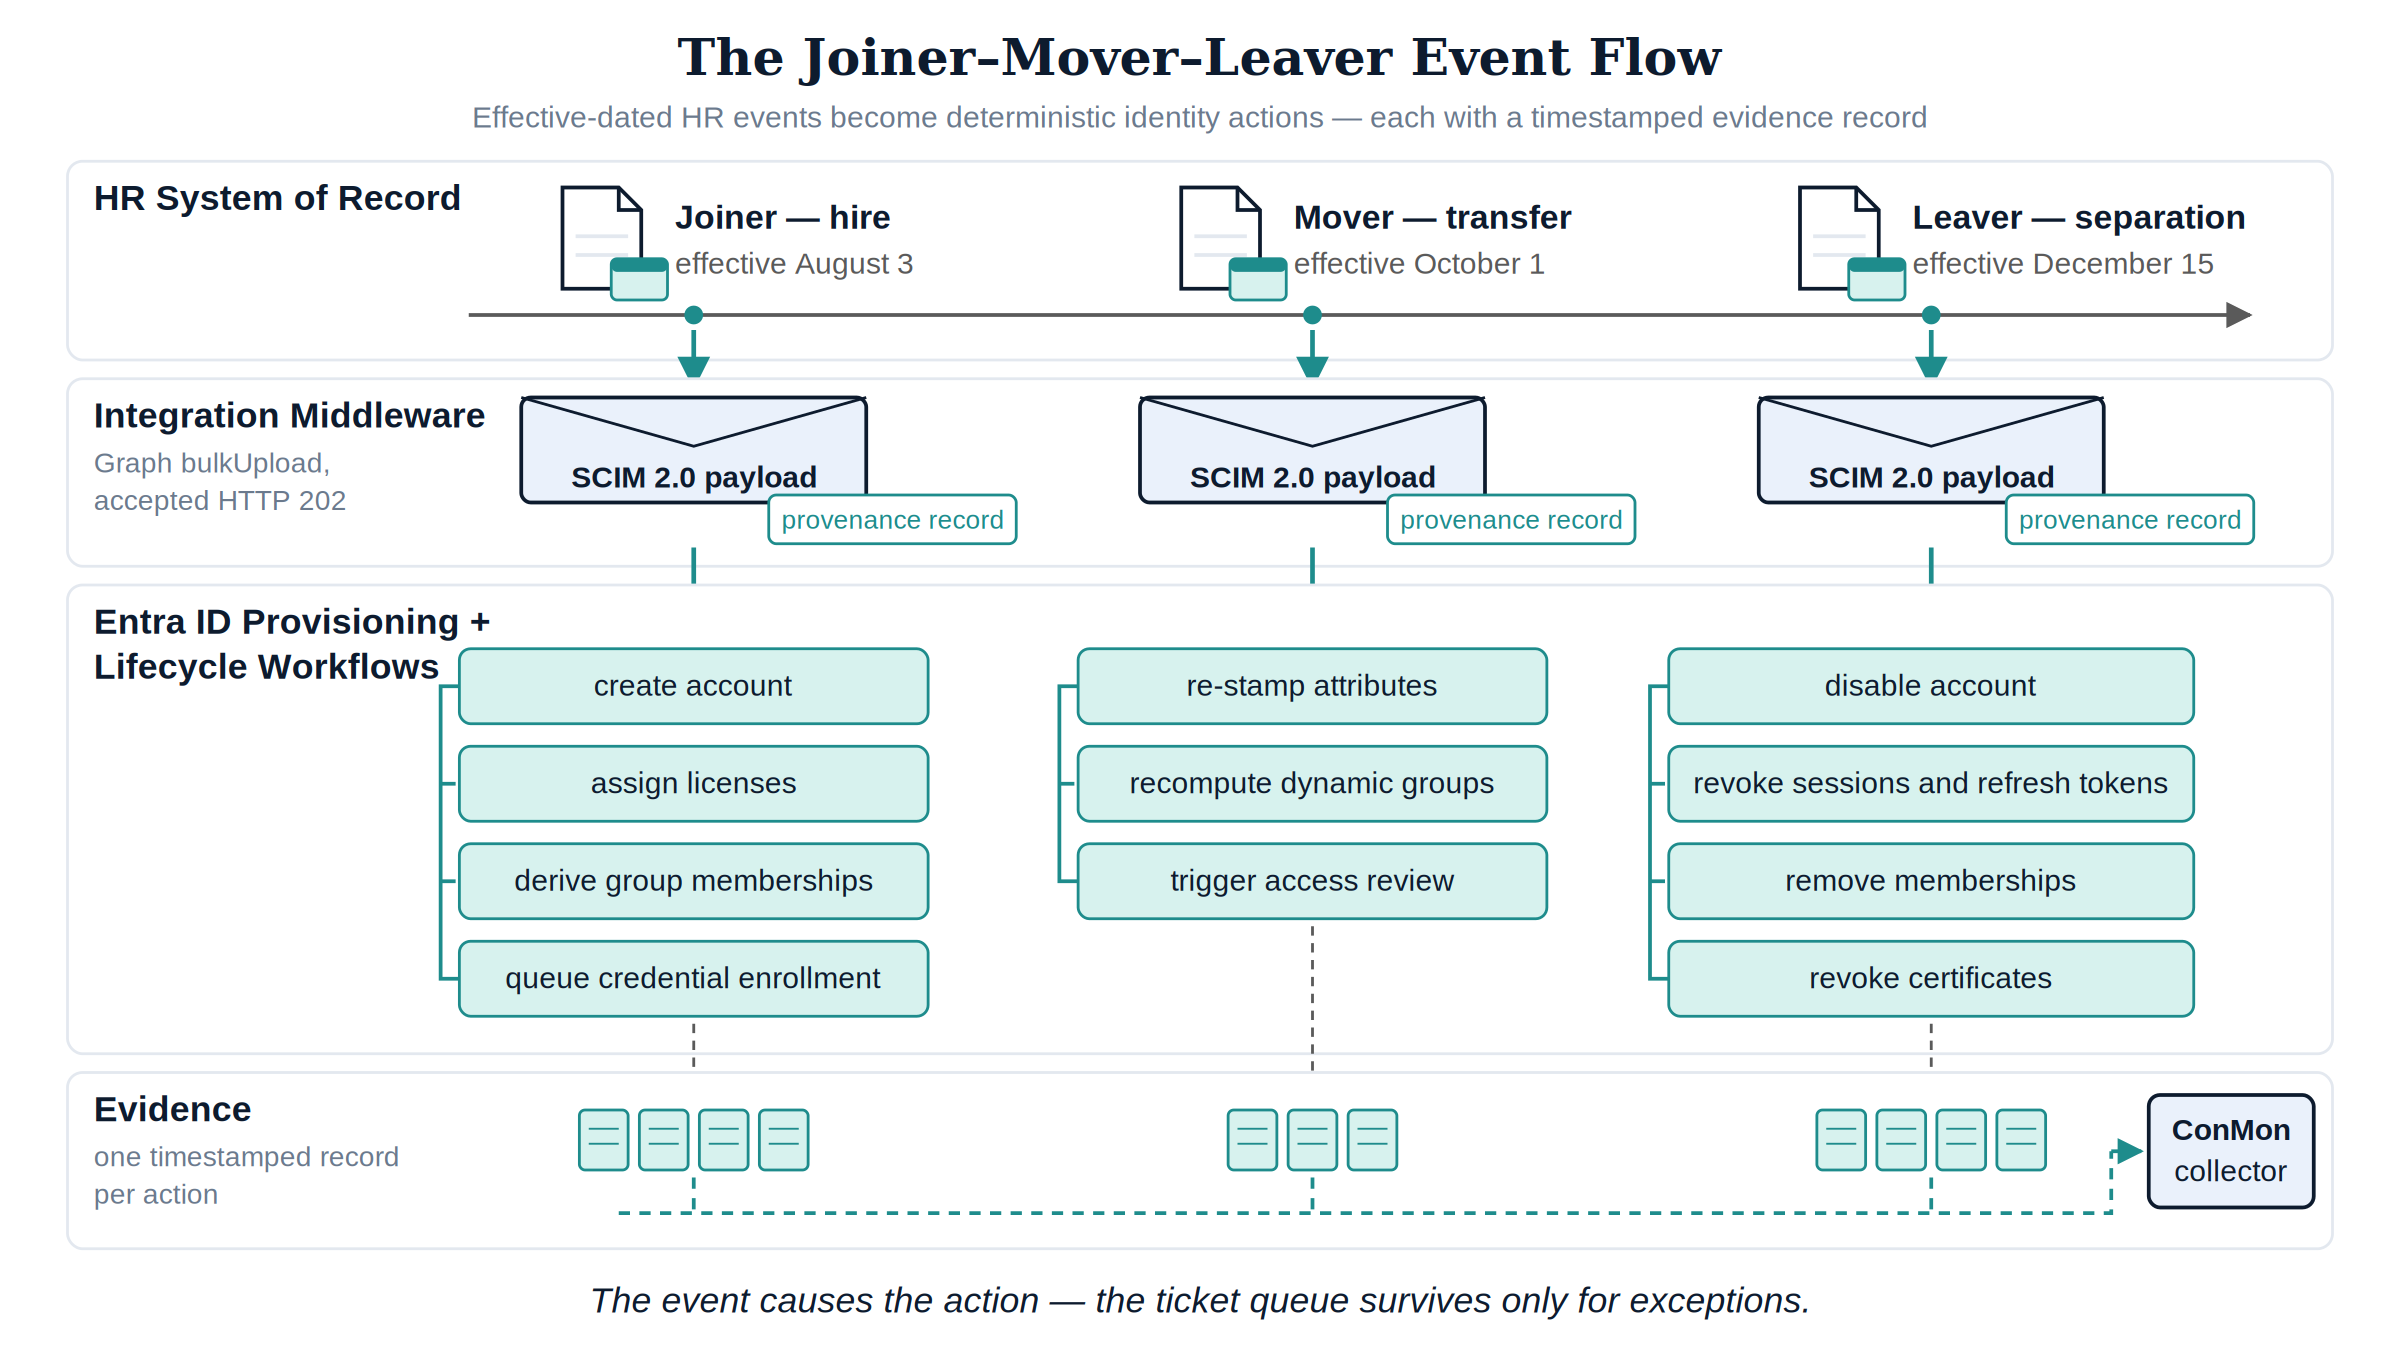 The Joiner–Mover–Leaver Event Flow
Effective-dated HR events become deterministic identity actions — each with a timestamped evidence record
HR System of Record
Joiner — hire
effective August 3
Mover — transfer
effective October 1
Leaver — separation
effective December 15
Integration Middleware
Graph bulkUpload,
accepted HTTP 202
SCIM 2.0 payload
provenance record
SCIM 2.0 payload
provenance record
SCIM 2.0 payload
provenance record
Entra ID Provisioning +
Lifecycle Workflows
create account
assign licenses
derive group memberships
queue credential enrollment
re-stamp attributes
recompute dynamic groups
trigger access review
disable account
revoke sessions and refresh tokens
remove memberships
revoke certificates
Evidence
one timestamped record
per action
ConMon
collector
The event causes the action — the ticket queue survives only for exceptions.